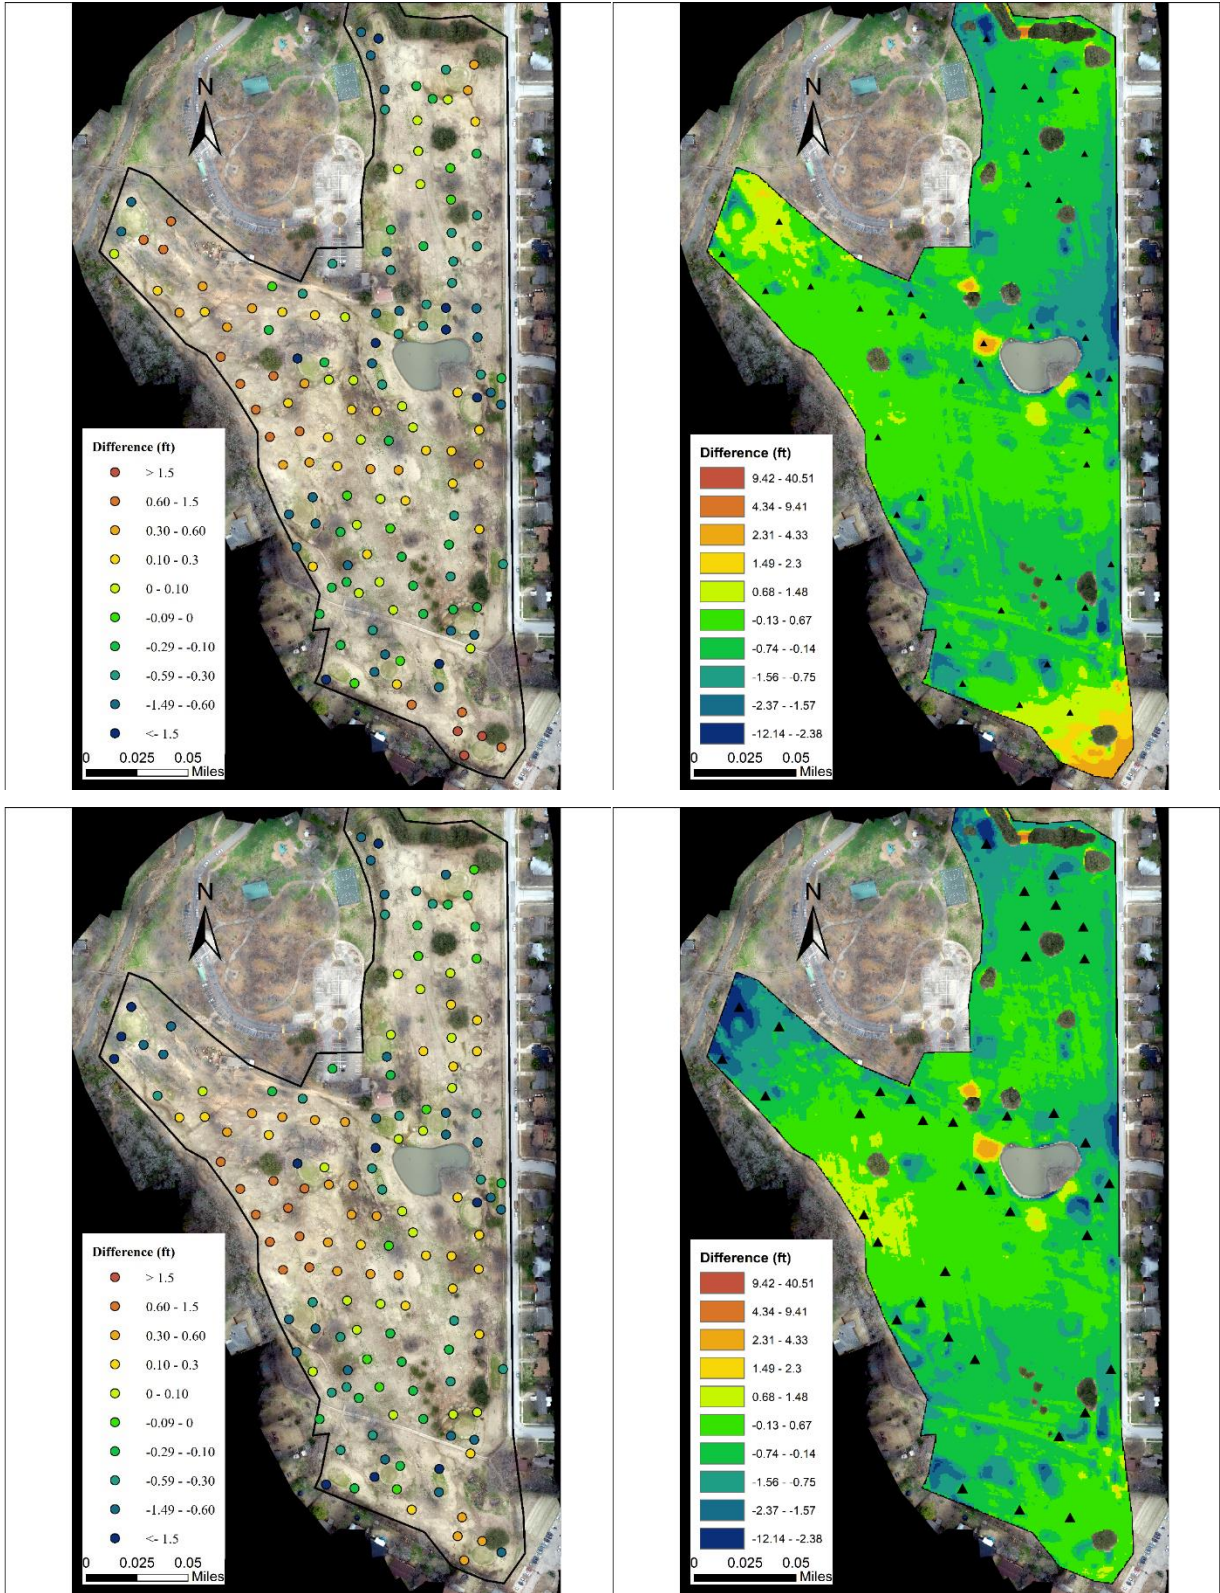 N
Difference (ft)
> 1.5
0.60 - 1.5
0.30 - 0.60
0.10 - 0.3
0 - 0.10
-0.09 - 0
-0.29 - -0.10
-0.59 - -0.30
-1.49 - -0.60
<- 1.5
0 0.025 0.05
Miles
N
Difference (ft)
9.42 - 40.51
4.34 - 9.41
2.31 - 4.33
1.49 - 2.3
0.68 - 1.48
-0.13 - 0.67
-0.74 - -0.14
-1.56 - -0.75
-2.37 - -1.57
-12.14 - -2.38
0 0.025 0.05
Miles
N
Difference (ft)
> 1.5
0.60 - 1.5
0.30 - 0.60
0.10 - 0.3
0 - 0.10
-0.09 - 0
-0.29 - -0.10
-0.59 - -0.30
-1.49 - -0.60
<- 1.5
0 0.025 0.05
Miles
N
Difference (ft)
9.42 - 40.51
4.34 - 9.41
2.31 - 4.33
1.49 - 2.3
0.68 - 1.48
-0.13 - 0.67
-0.74 - -0.14
-1.56 - -0.75
-2.37 - -1.57
-12.14 - -2.38
0 0.025 0.05
Miles